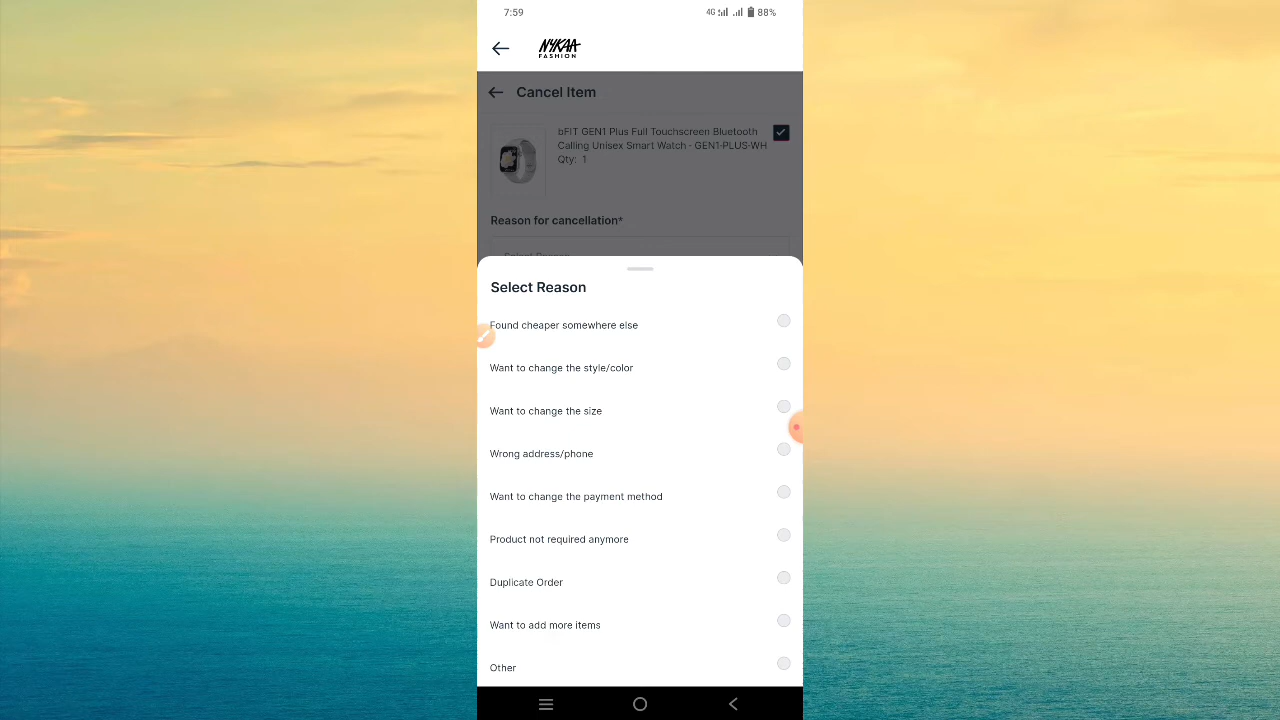 7:59
4G
88%
NYKAA
FASHION
Cancel Item
bFIT GEN1 Plus Full Touchscreen Bluetooth
Calling Unisex Smart Watch - GEN1-PLUS-WH
Qty: 1
Reason for cancellation*
Select Reason
Select Reason
Found cheaper somewhere else
Want to change the style/color
Want to change the size
Wrong address/phone
Want to change the payment method
Product not required anymore
Duplicate Order
Want to add more items
Other